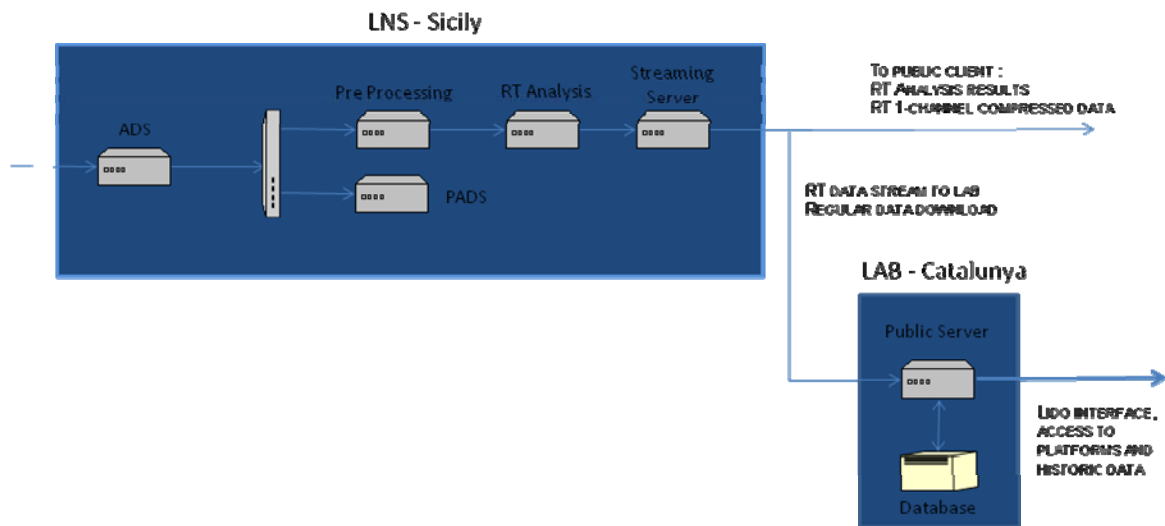 LNS - Sicily
Streaming
Server
Pre Processing
RT Analysis
ADS
PADS
To public client :
RT Analysis results
RT 1-channel compressed data
RT data stream to LAB
Regular data download
LAB - Catalunya
Public Server
Lido interface,
access to
platforms and
historic data
Database